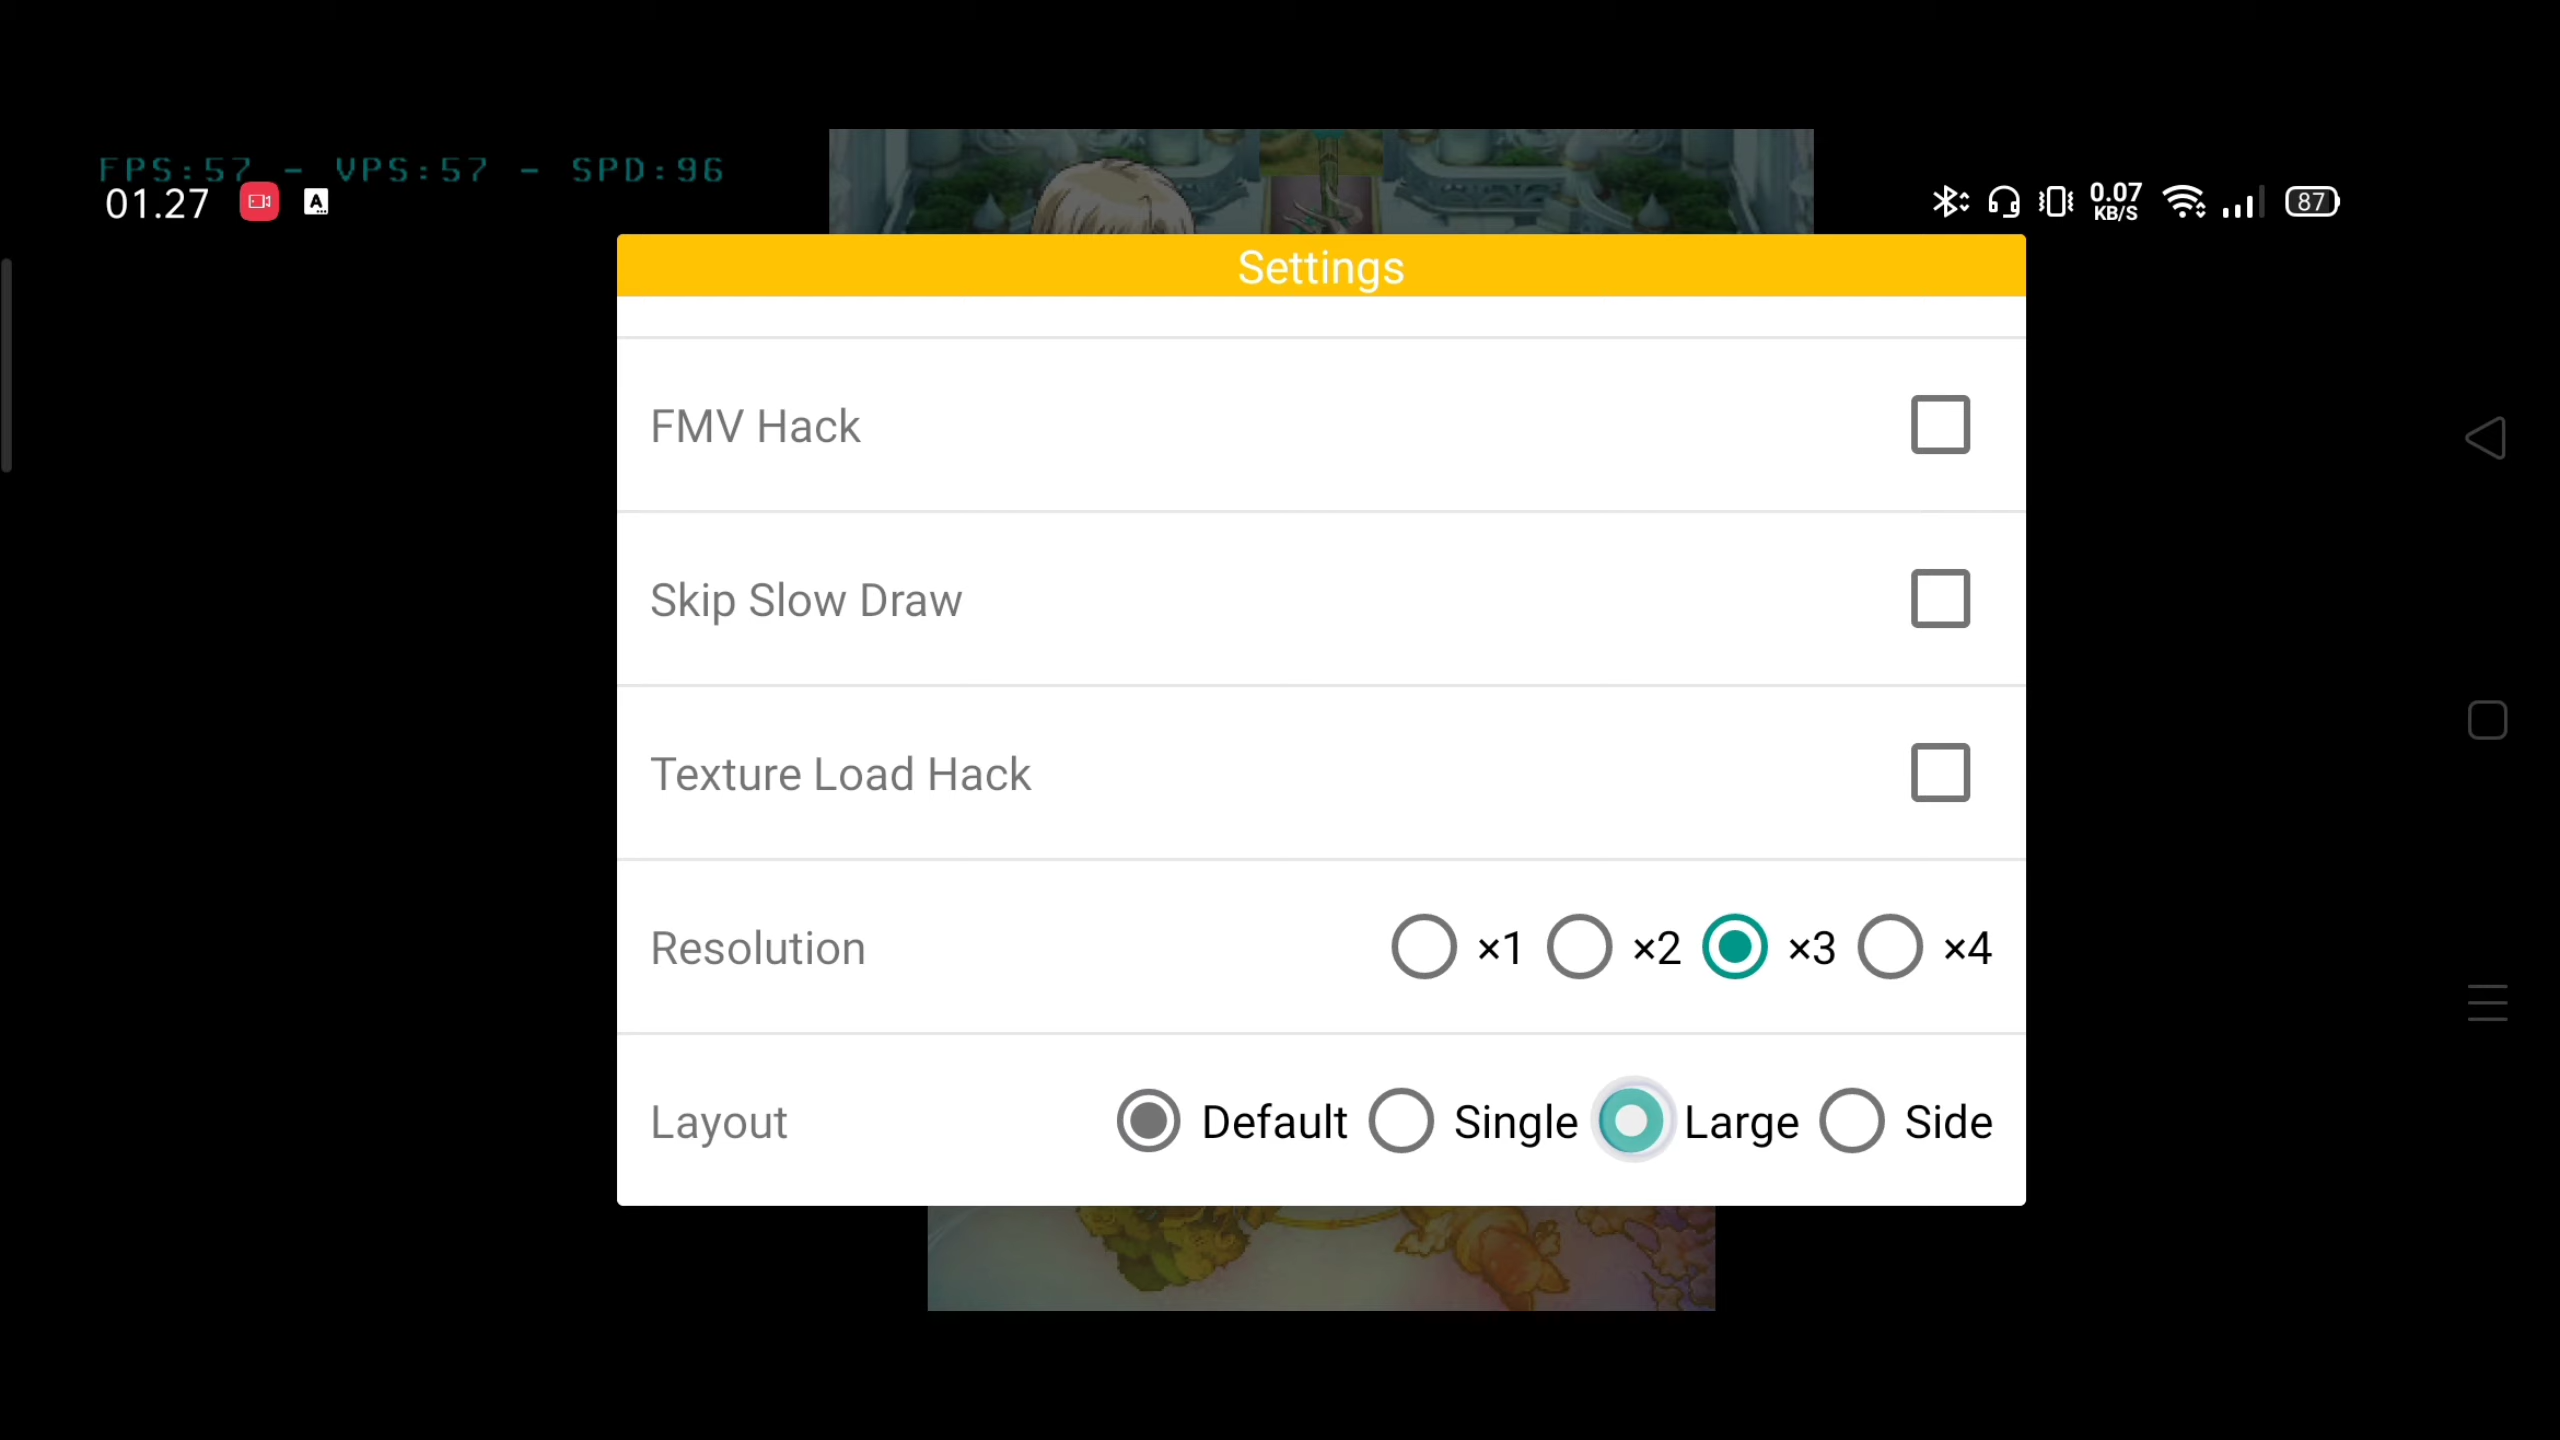 FPS:57 - VPS:57 - SPD:96
01.27 A 0.07 KB/S 87
Settings
FMV Hack
Skip Slow Draw
Texture Load Hack
Resolution ×1 ×2 ×3 ×4
Layout Default Single Large Side